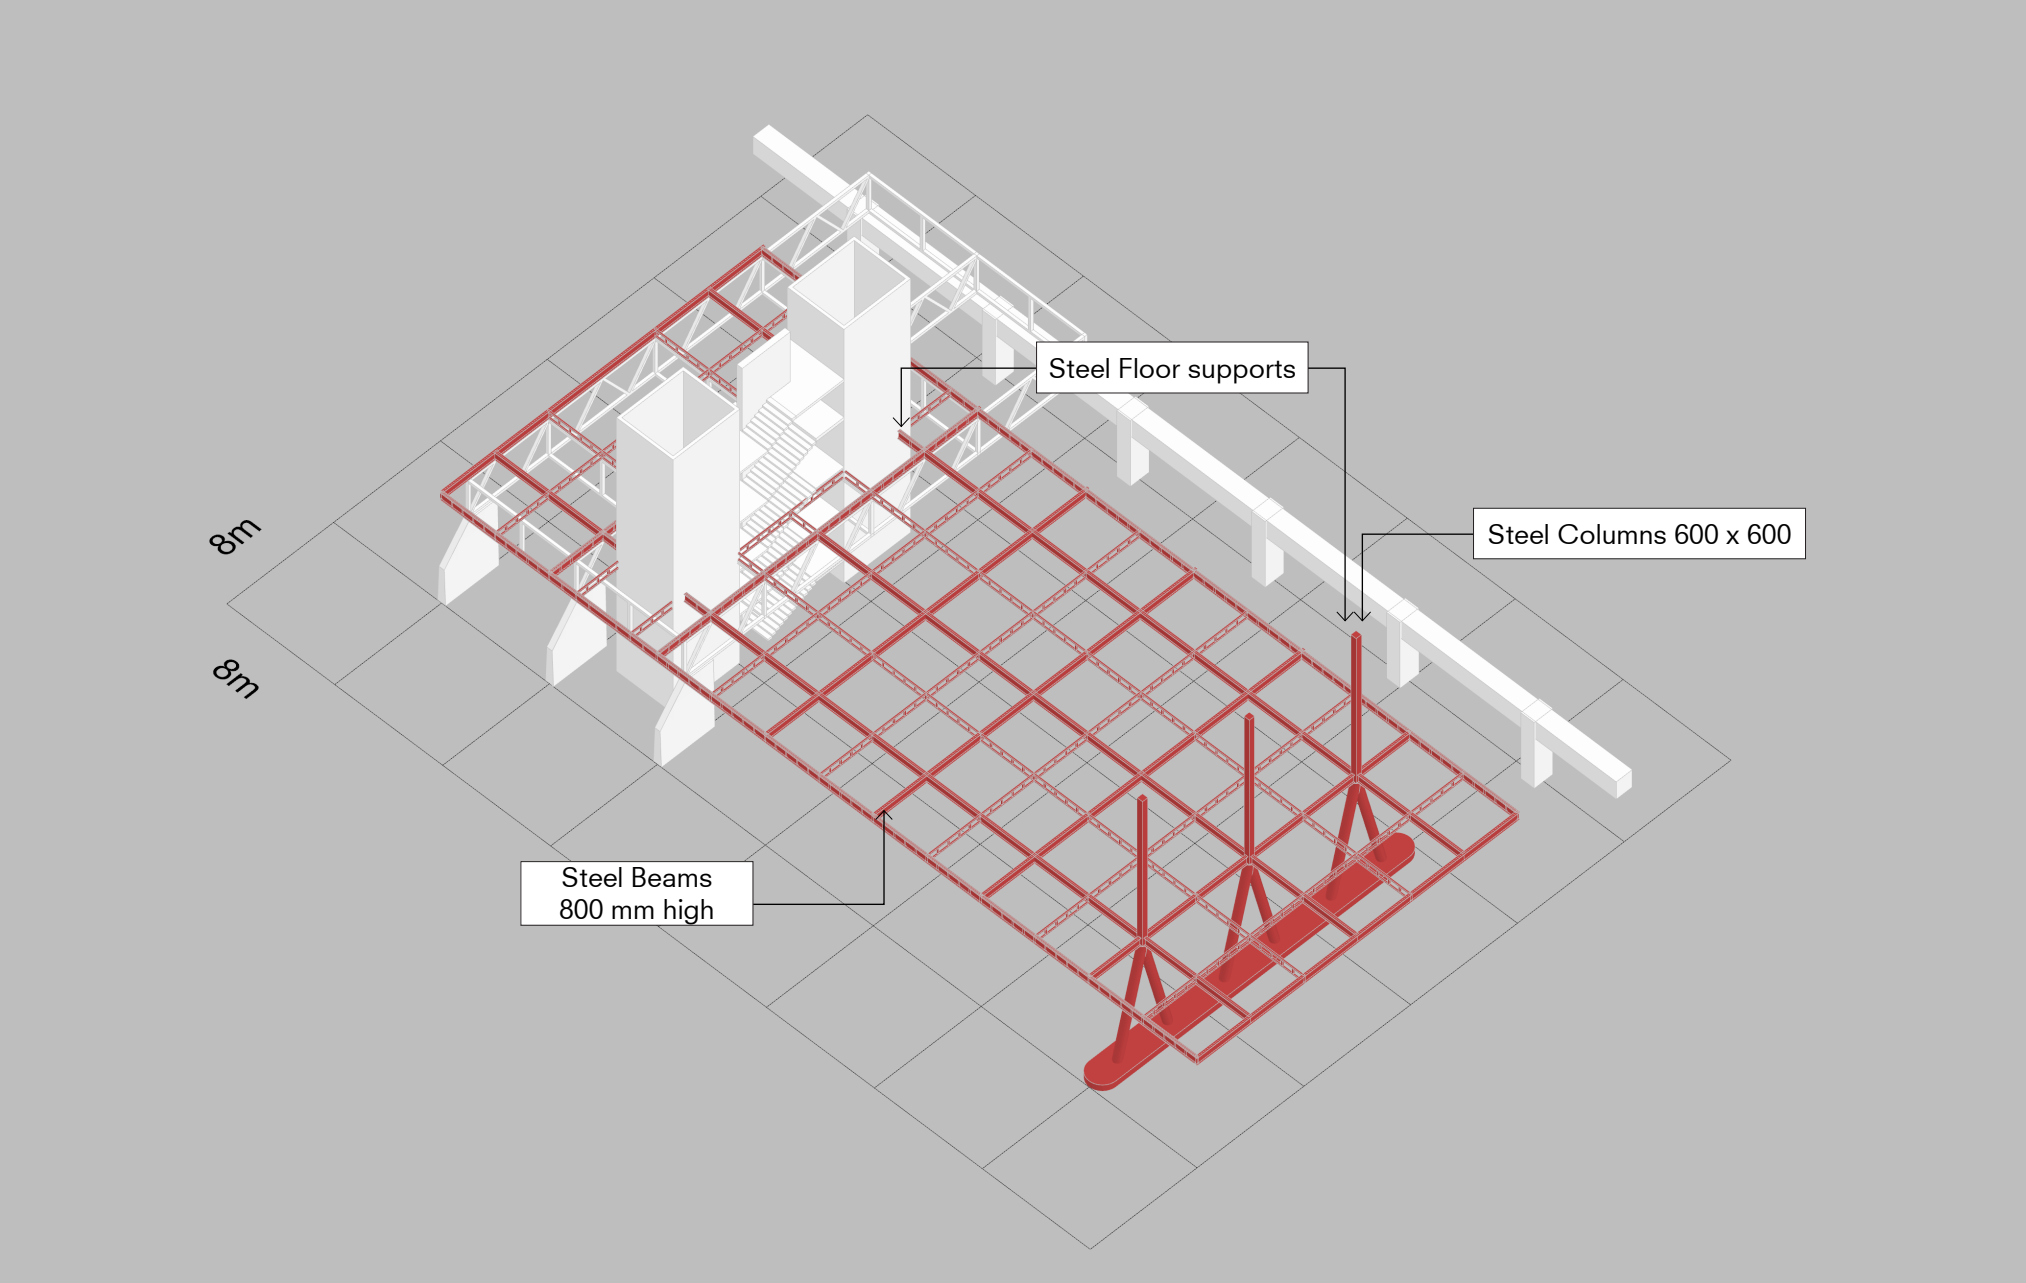 Steel Floor supports
Steel Columns 600 x 600
8m
8m
Steel Beams
800 mm high